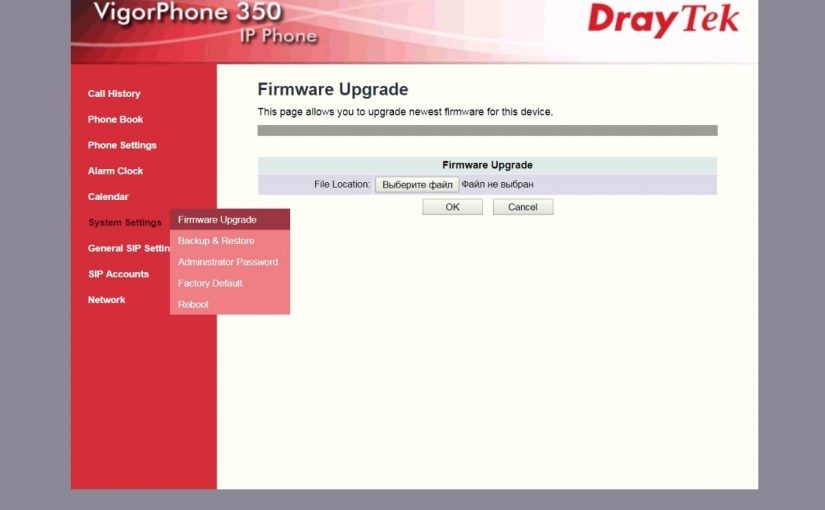 VigorPhone 350
IP Phone
DrayTek
Call History
Phone Book
Phone Settings
Alarm Clock
Calendar
System Settings
General SIP Settin
SIP Accounts
Network
Firmware Upgrade
Backup & Restore
Administrator Password
Factory Default
Reboot
Firmware Upgrade
This page allows you to upgrade newest firmware for this device.
Firmware Upgrade
File Location: Выберите файл Файл не выбран
OK Cancel